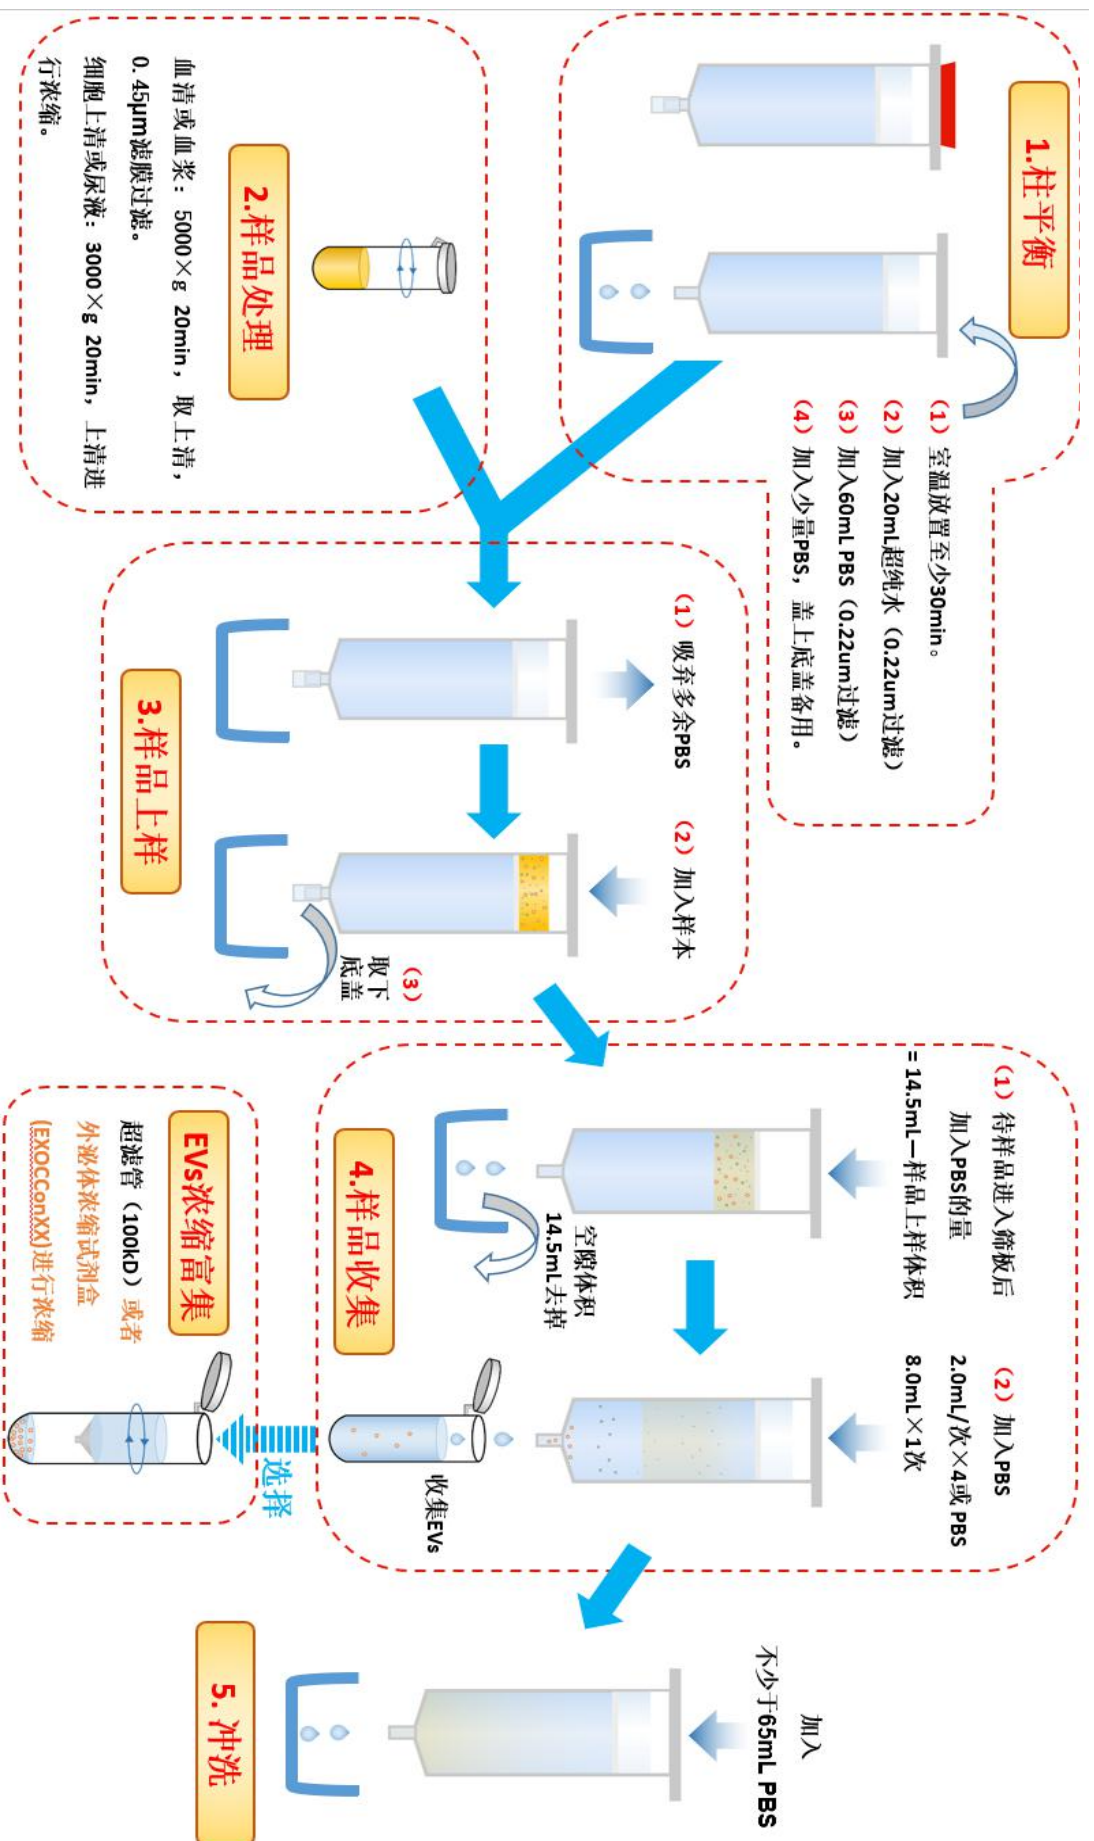 1.柱平衡
（1）室温放置至少30min。
（2）加入20mL超纯水（0.22um过滤）
（3）加入60mL PBS（0.22um过滤）
（4）加入少量PBS，盖上底盖备用。
2.样品处理
血清或血浆：5000×g 20min，取上清，
0.45μm滤膜过滤。
细胞上清或尿液：3000×g 20min，上清进
行浓缩。
（1）吸弃多余PBS
（2）加入样本
（3）
取下
底盖
3.样品上样
（1）待样品进入筛板后
加入PBS的量
=14.5mL—样品上样体积
空隙体积
14.5mL去掉
（2）加入PBS
2.0mL/次×4或 PBS
8.0mL×1次
收集EVs
4.样品收集
选择
EVs浓缩富集
超滤管（100kD）或者
外泌体浓缩试剂盒
(EXOCConXX)进行浓缩
加入
不少于65mL PBS
5. 冲洗